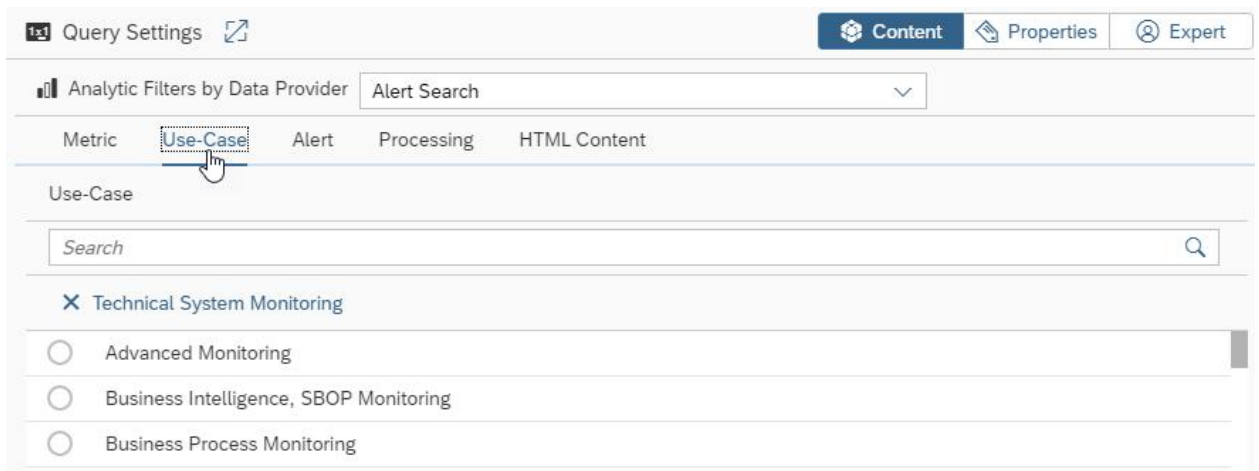 1x1 Query Settings Content Properties Expert
Analytic Filters by Data Provider Alert Search
Metric Use-Case Alert Processing HTML Content
Use-Case
Search
Technical System Monitoring
Advanced Monitoring
Business Intelligence, SBOP Monitoring
Business Process Monitoring